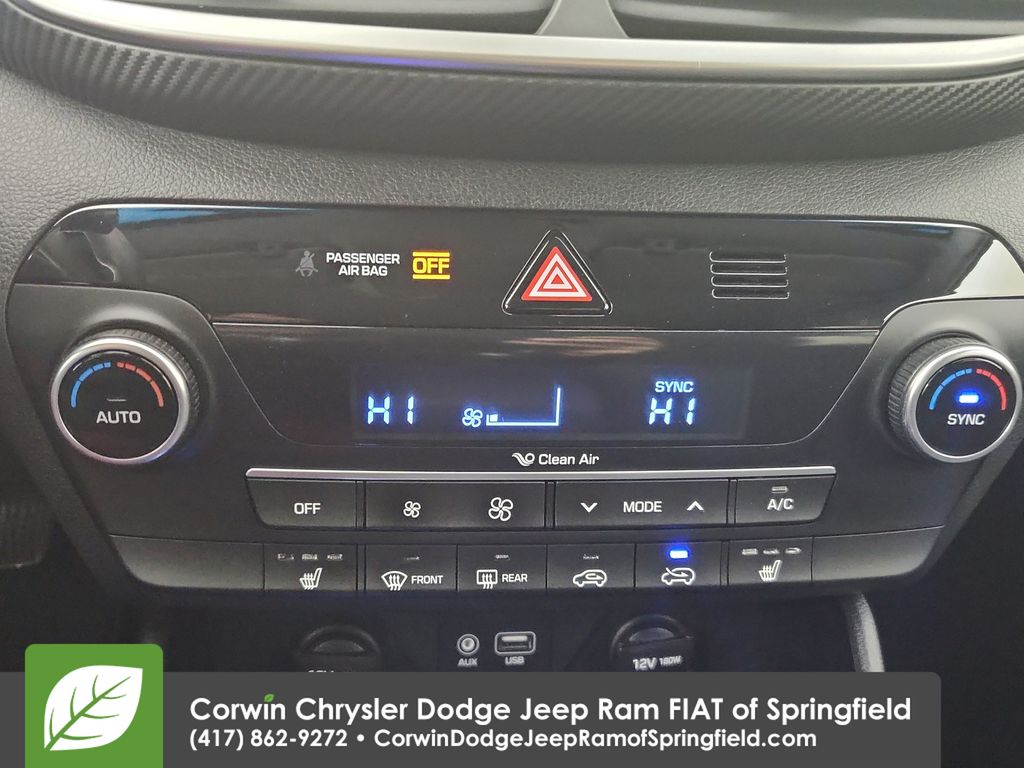 PASSENGER
AIR BAG
OFF
HI
SYNC
HI
AUTO
SYNC
Clean Air
OFF
MODE
A/C
FRONT
REAR
AUX
USB
12V 180W
Corwin Chrysler Dodge Jeep Ram FIAT of Springfield
(417) 862-9272 • CorwinDodgeJeepRamofSpringfield.com